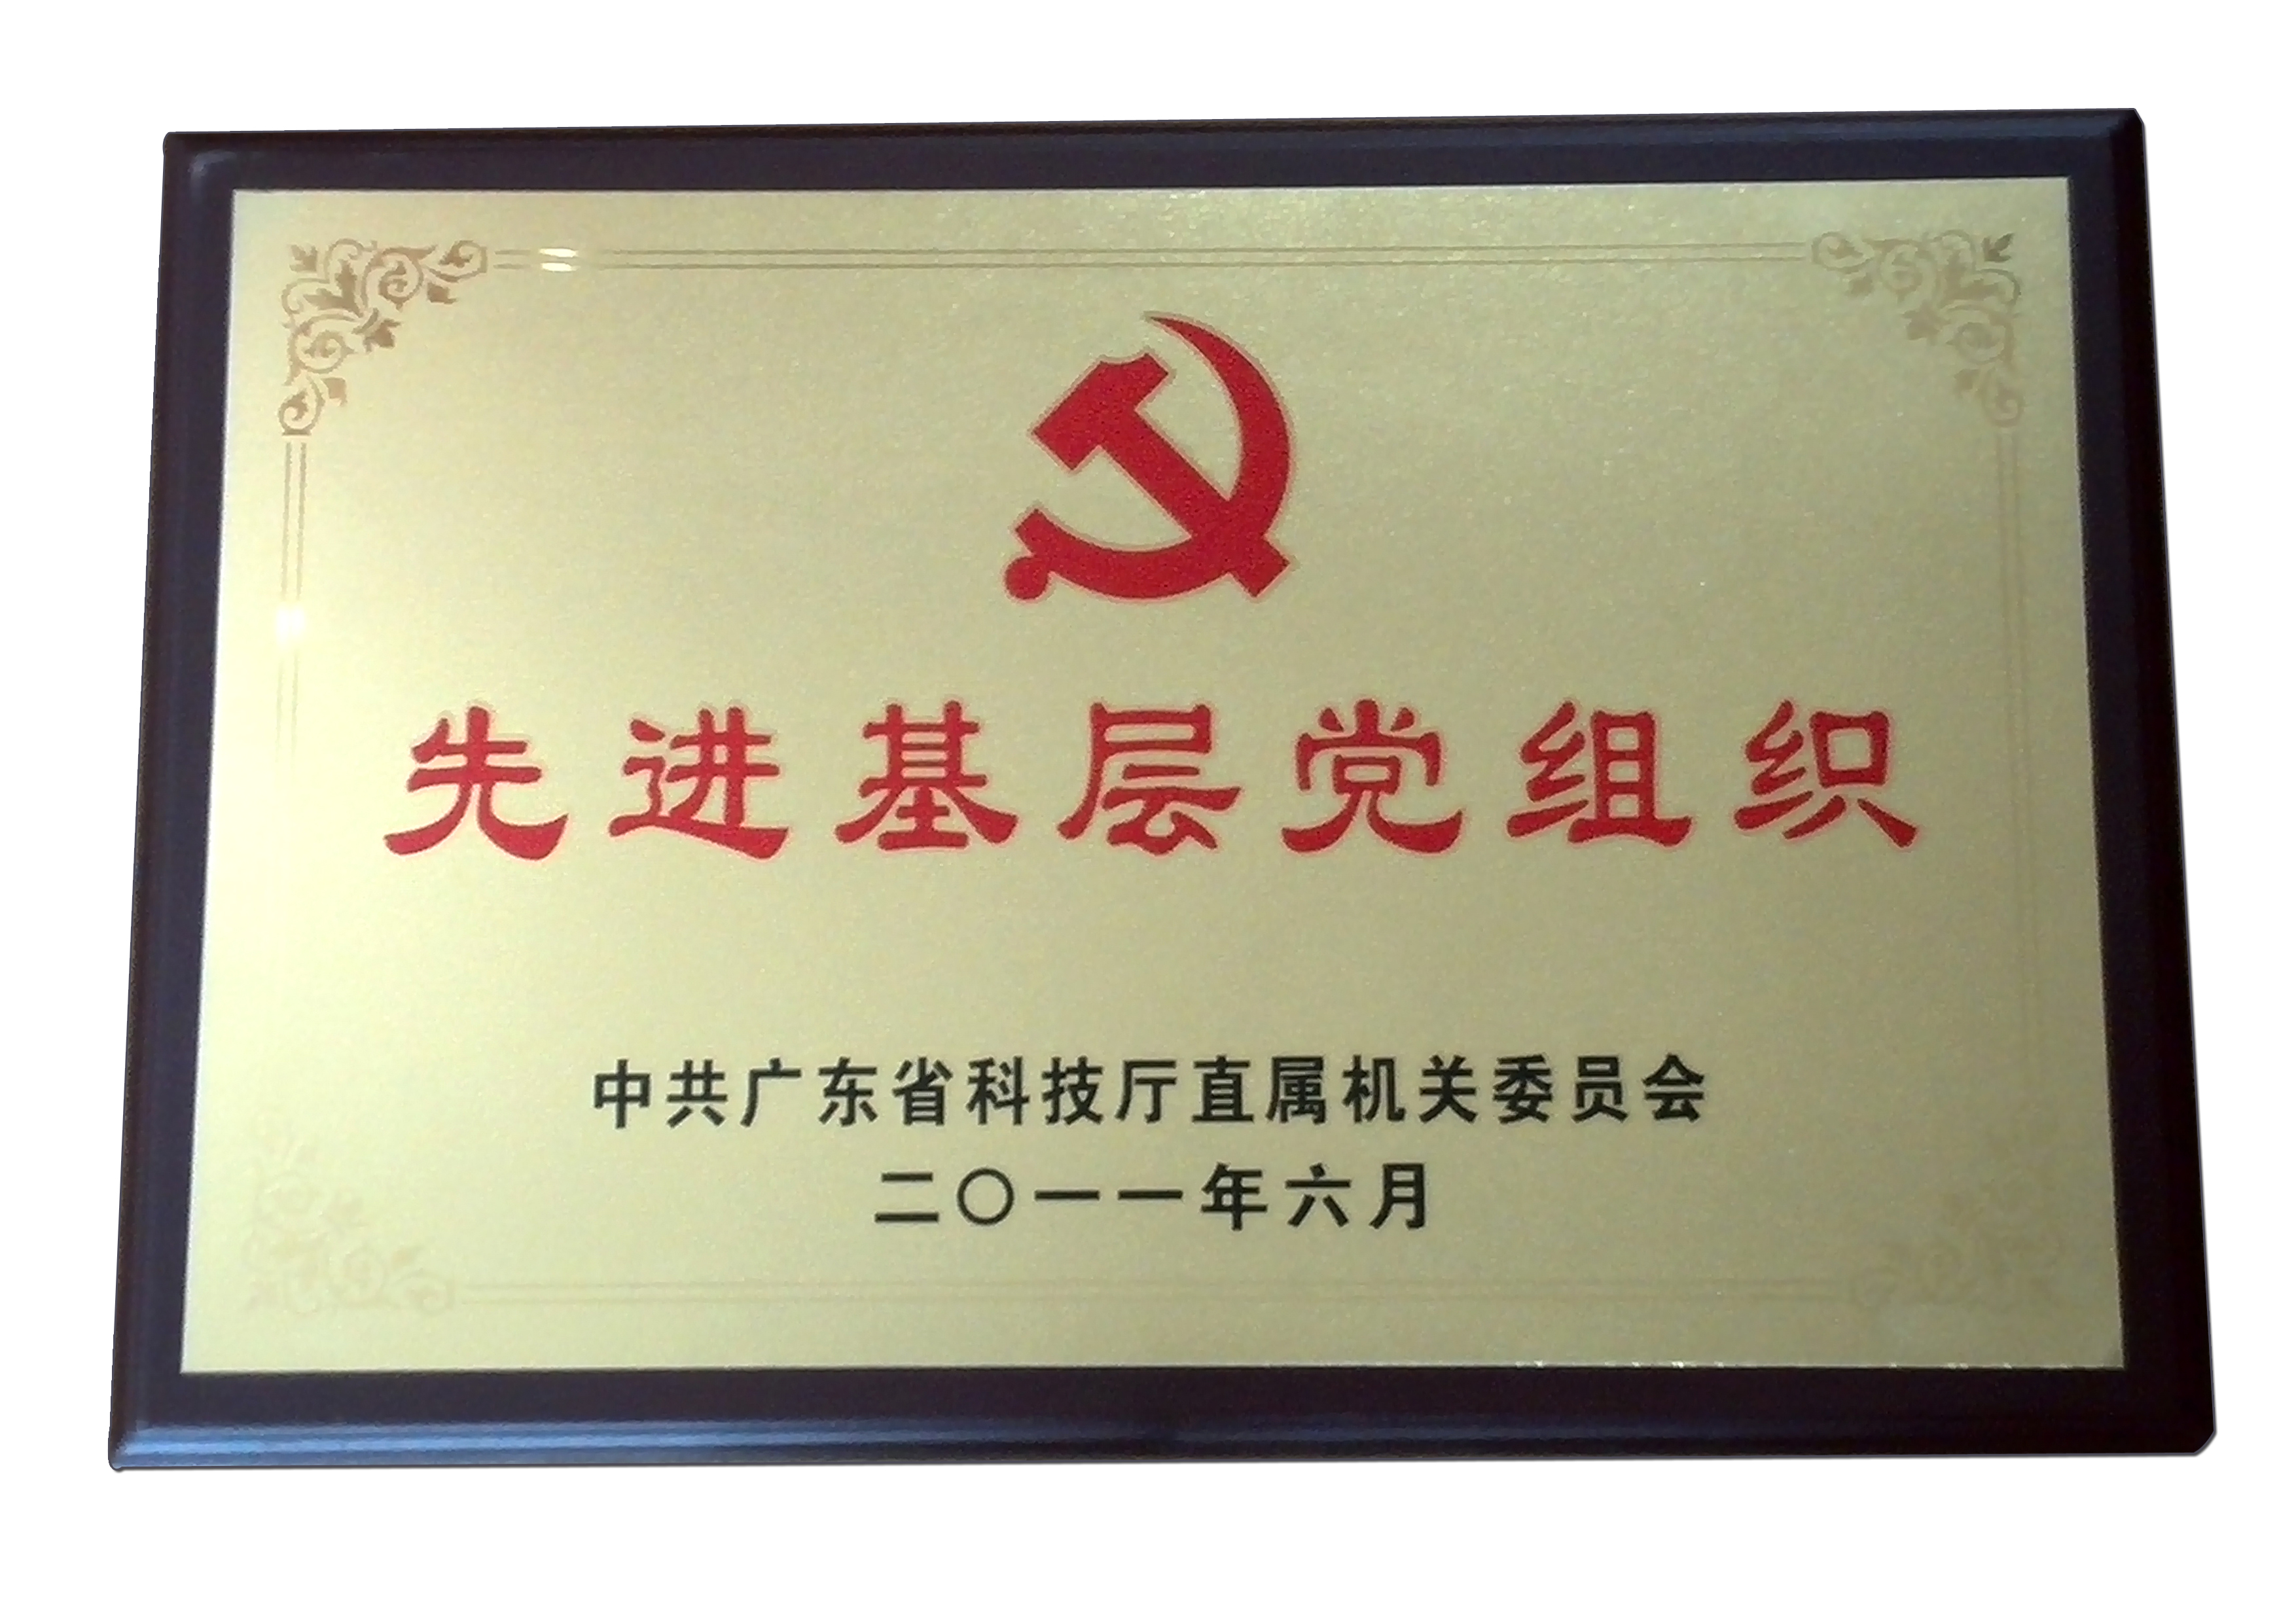 先进基层党组织
中共广东省科技厅直属机关委员会
二〇一一年六月